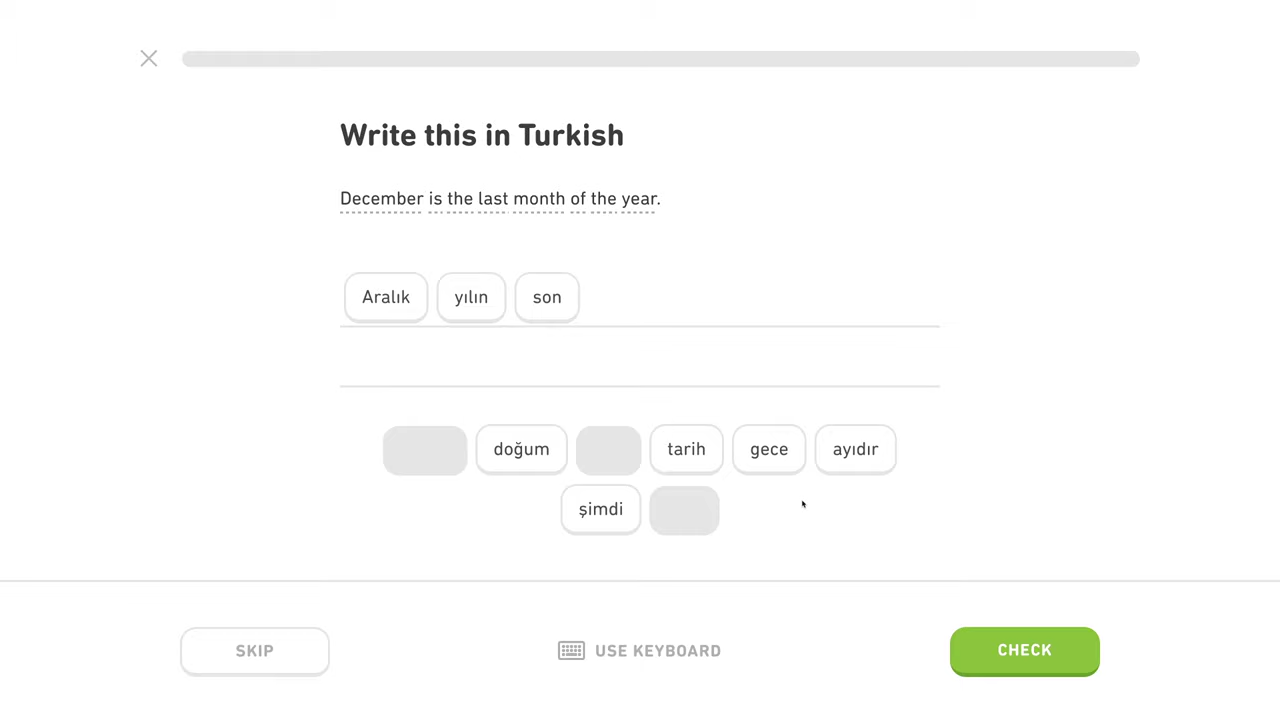 Write this in Turkish
December is the last month of the year.
Aralık yılın son
doğum tarih gece ayıdır
şimdi
SKIP USE KEYBOARD CHECK